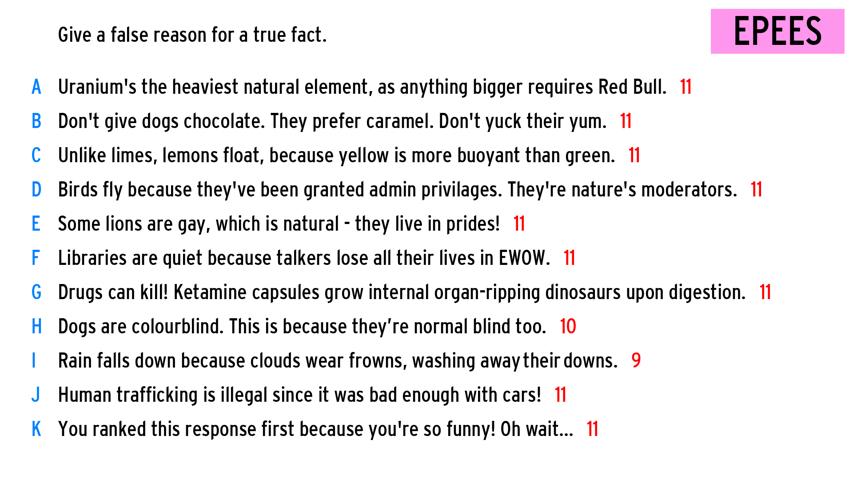 Give a false reason for a true fact.
EPEES
A Uranium's the heaviest natural element, as anything bigger requires Red Bull. 11
B Don't give dogs chocolate. They prefer caramel. Don't yuck their yum. 11
C Unlike limes, lemons float, because yellow is more buoyant than green. 11
D Birds fly because they've been granted admin privilages. They're nature's moderators. 11
E Some lions are gay, which is natural - they live in prides! 11
F Libraries are quiet because talkers lose all their lives in EWOW. 11
G Drugs can kill! Ketamine capsules grow internal organ-ripping dinosaurs upon digestion. 11
H Dogs are colourblind. This is because they’re normal blind too. 10
I Rain falls down because clouds wear frowns, washing away their downs. 9
J Human trafficking is illegal since it was bad enough with cars! 11
K You ranked this response first because you're so funny! Oh wait... 11